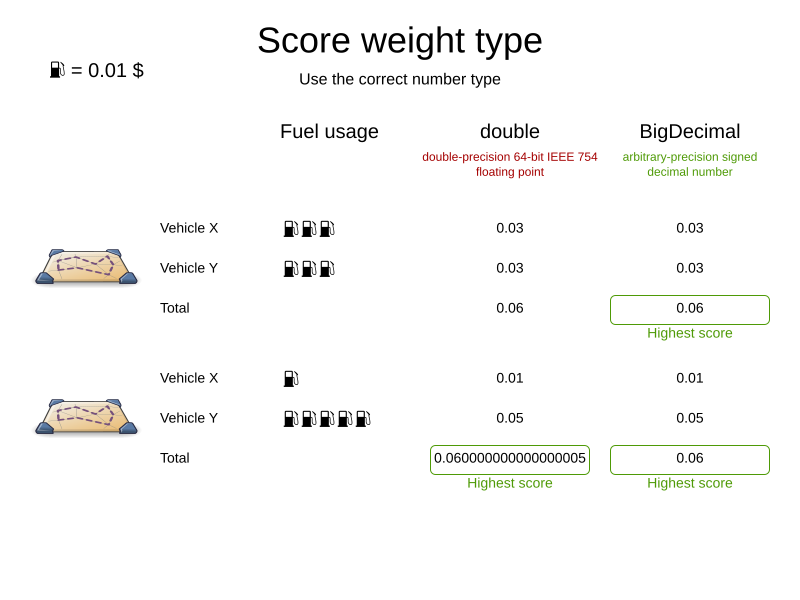 Score weight type
= 0.01 $
Use the correct number type
Fuel usage double BigDecimal
double-precision 64-bit IEEE 754 floating point
arbitrary-precision signed decimal number
Vehicle X 0.03 0.03
Vehicle Y 0.03 0.03
Total 0.06 0.06
Highest score
Vehicle X 0.01 0.01
Vehicle Y 0.05 0.05
Total 0.060000000000000005 0.06
Highest score Highest score